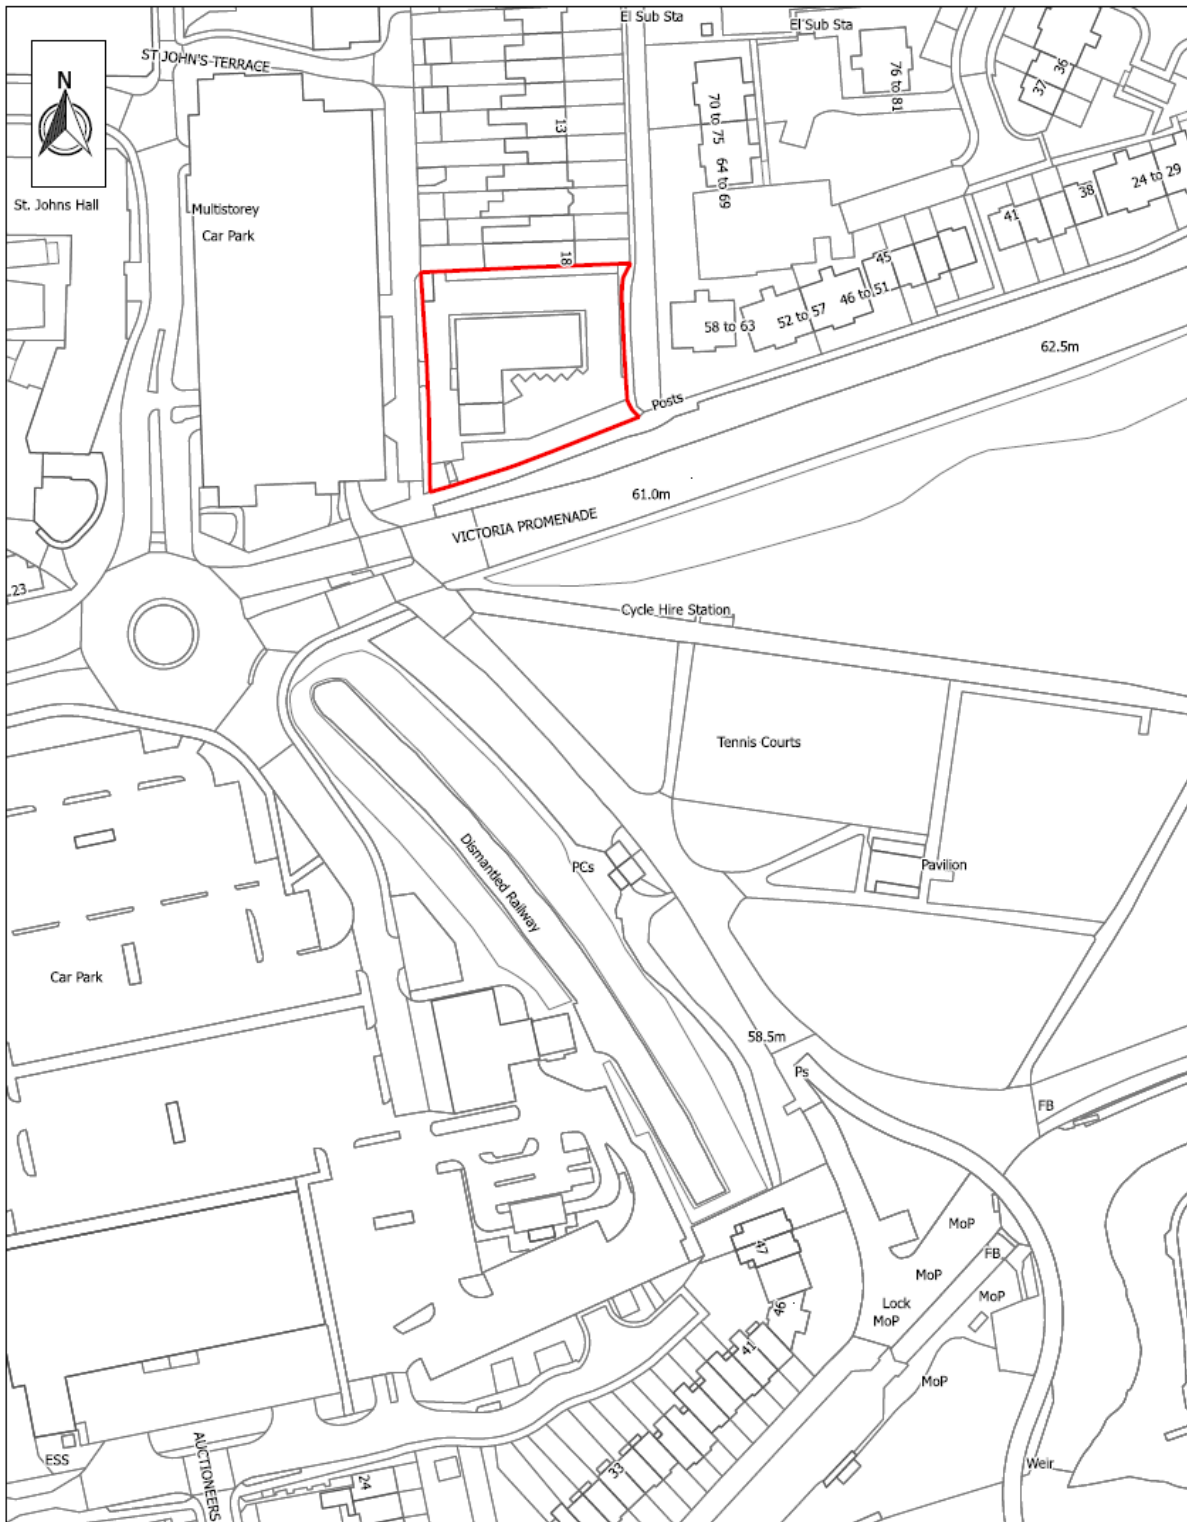 El Sub Sta
El Sub Sta
ST JOHN'S TERRACE
N
76 to 81
36
37
70 to 75
64 to 69
13
24 to 29
38
St. Johns Hall
Multistorey
Car Park
41
18
45
46 to 51
52 to 57
58 to 63
62.5m
Posts
61.0m
VICTORIA PROMENADE
23
Cycle Hire Station
Tennis Courts
Dismantled Railway
PCs
Pavilion
Car Park
58.5m
Ps
FB
MoP
47
FB
MoP
MoP
46
Lock
MoP
41
MoP
AUCTIONEERS
ESS
33
24
Weir